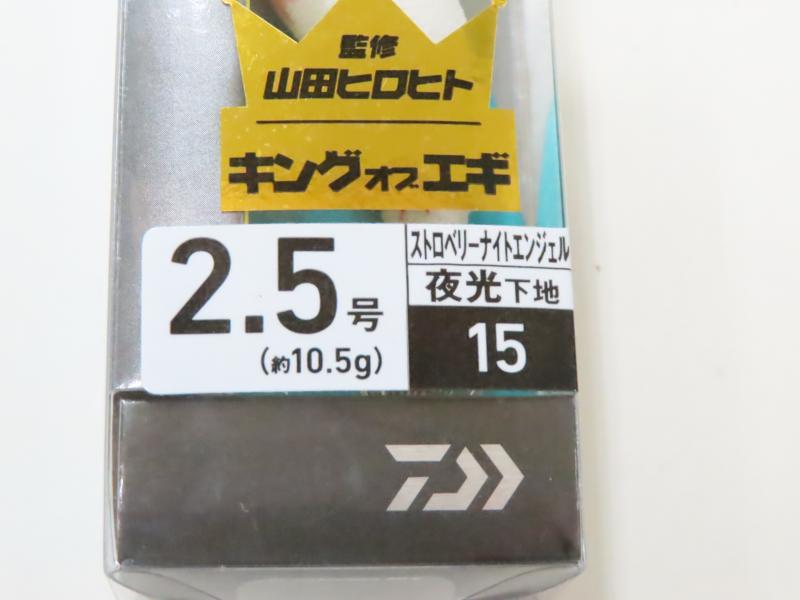 監修
山田ヒロヒト
キングオブエギ
2.5号
(約10.5g)
ストロベリーナイトエンジェル
夜光下地
15